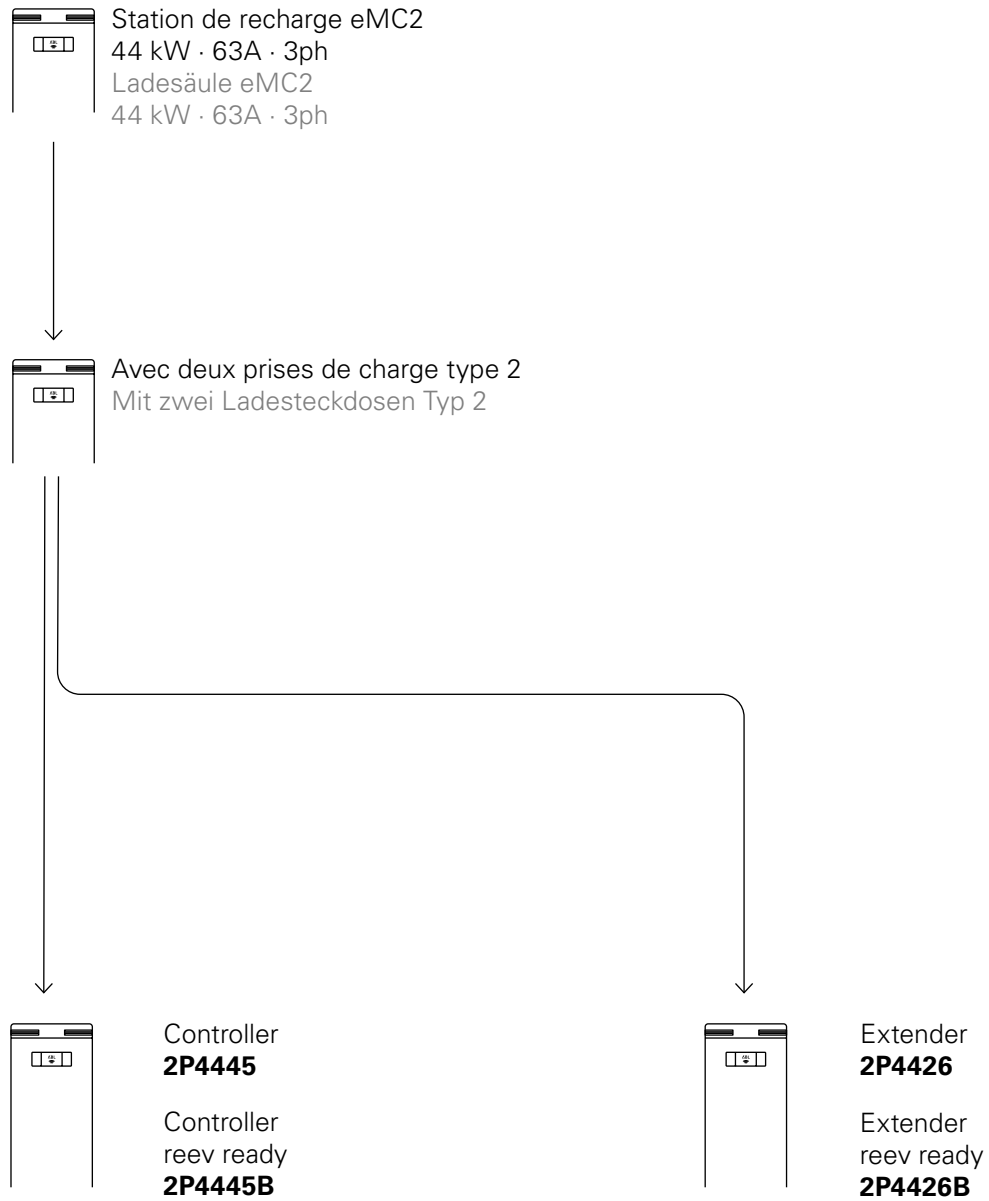 Station de recharge eMC2
44 kW · 63A · 3ph
Ladesäule eMC2
44 kW · 63A · 3ph
Avec deux prises de charge type 2
Mit zwei Ladesteckdosen Typ 2
Controller
2P4445
Controller
reev ready
2P4445B
Extender
2P4426
Extender
reev ready
2P4426B